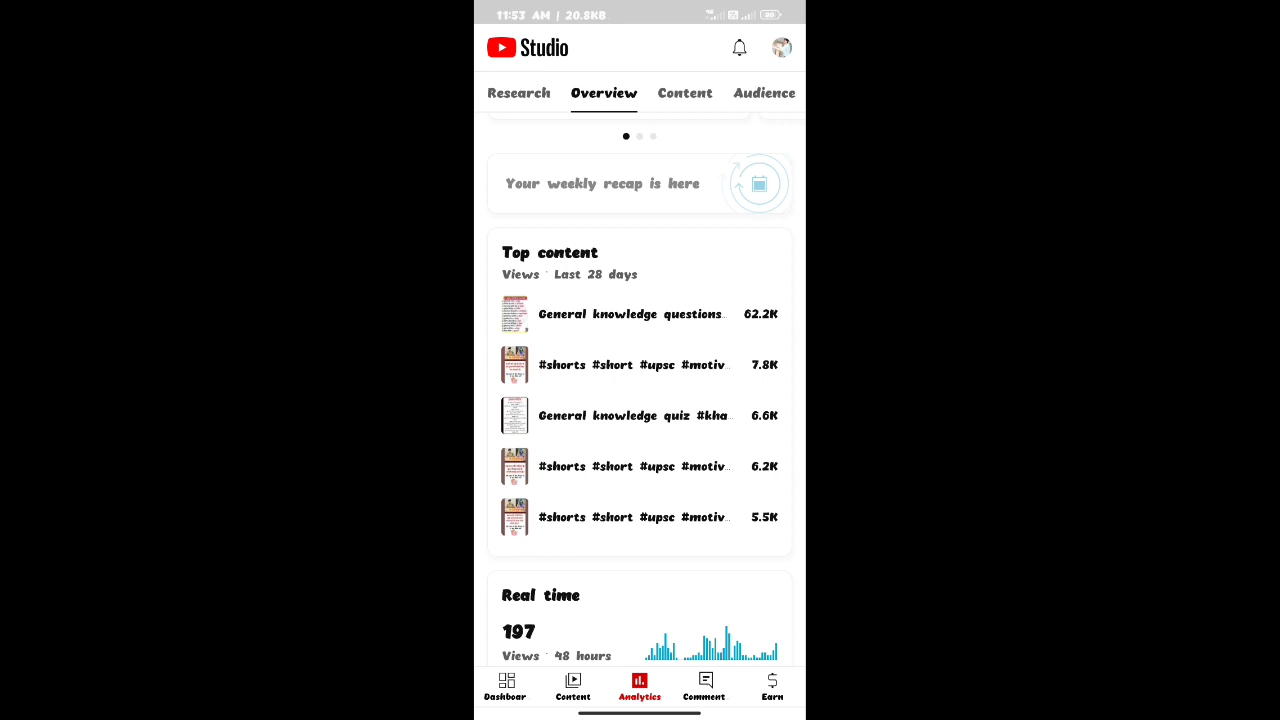 11:53 AM | 20.8KB
20
Studio
Research Overview Content Audience
Your weekly recap is here
Top content
Views · Last 28 days
General knowledge questions... 62.2K
#shorts #short #upsc #motiv... 7.8K
General knowledge quiz #kha... 6.6K
#shorts #short #upsc #motiv... 6.2K
#shorts #short #upsc #motiv... 5.5K
Real time
197
Views · 48 hours
Dashboar Content Analytics Comment Earn